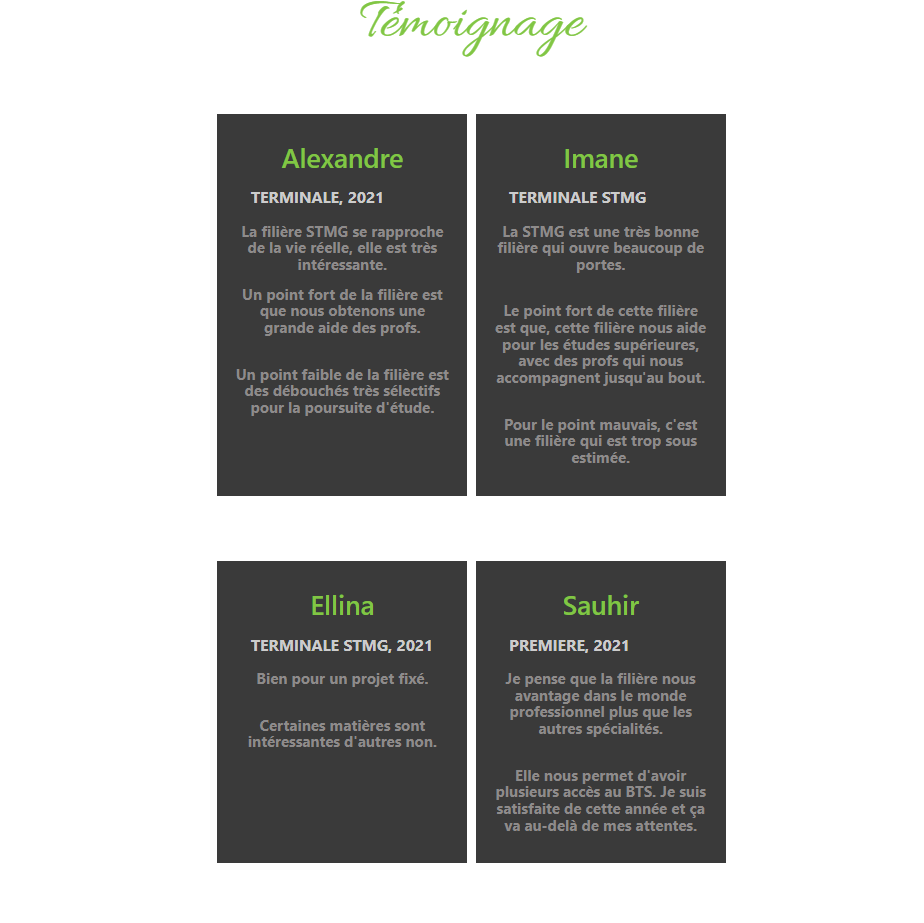 Témoignage
Alexandre
TERMINALE, 2021
La filière STMG se rapproche
de la vie réelle, elle est très
intéressante.
Un point fort de la filière est
que nous obtenons une
grande aide des profs.
Un point faible de la filière est
des débouchés très sélectifs
pour la poursuite d'étude.
Imane
TERMINALE STMG
La STMG est une très bonne
filière qui ouvre beaucoup de
portes.
Le point fort de cette filière
est que, cette filière nous aide
pour les études supérieures,
avec des profs qui nous
accompagnent jusqu'au bout.
Pour le point mauvais, c'est
une filière qui est trop sous
estimée.
Ellina
TERMINALE STMG, 2021
Bien pour un projet fixé.
Certaines matières sont
intéressantes d'autres non.
Sauhir
PREMIERE, 2021
Je pense que la filière nous
avantage dans le monde
professionnel plus que les
autres spécialités.
Elle nous permet d'avoir
plusieurs accès au BTS. Je suis
satisfaite de cette année et ça
va au-delà de mes attentes.